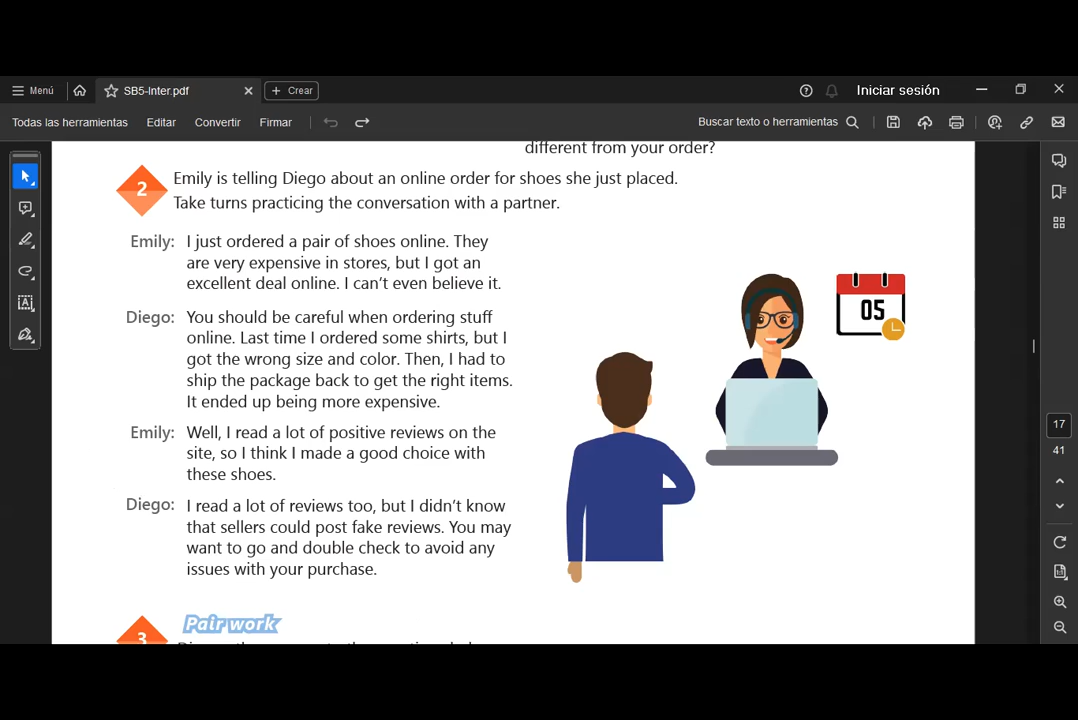 Menú
SB5-Inter.pdf
Crear
Iniciar sesión
Todas las herramientas
Editar
Convertir
Firmar
Buscar texto o herramientas
different from your order?
2
Emily is telling Diego about an online order for shoes she just placed.
Take turns practicing the conversation with a partner.
Emily: I just ordered a pair of shoes online. They
are very expensive in stores, but I got an
excellent deal online. I can't even believe it.
Diego: You should be careful when ordering stuff
online. Last time I ordered some shirts, but I
got the wrong size and color. Then, I had to
ship the package back to get the right items.
It ended up being more expensive.
Emily: Well, I read a lot of positive reviews on the
site, so I think I made a good choice with
these shoes.
Diego: I read a lot of reviews too, but I didn't know
that sellers could post fake reviews. You may
want to go and double check to avoid any
issues with your purchase.
05
3
Pair work
17
41